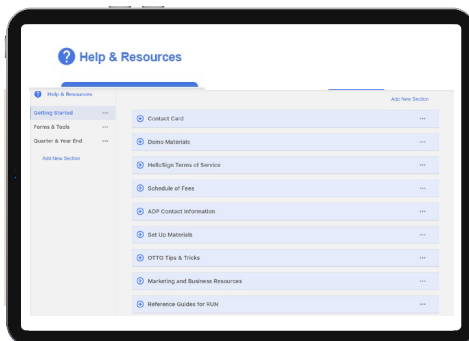 Help & Resources
Help & Resources
Add New Section
Getting Started
Forms & Tools
Quarter & Year End
Add New Section
Contact Card
Domo Materials
HelloSign Terms of Service
Schedule of Fees
ADP Contact Information
Set Up Materials
OTTO Tips & Tricks
Marketing and Business Resources
Reference Guides for RUN